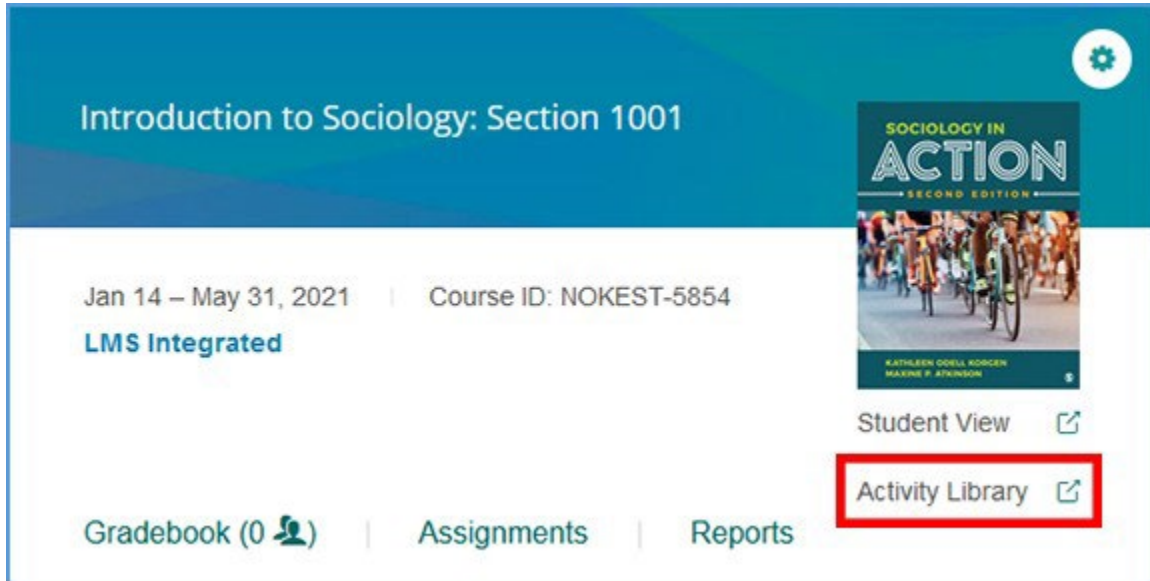 Introduction to Sociology: Section 1001
SOCIOLOGY IN
ACTION
SECOND EDITION
KATHLEEN ODELL KORGEN
MAXINE P. ATKINSON
Jan 14 – May 31, 2021 | Course ID: NOKEST-5854
LMS Integrated
Student View
Activity Library
Gradebook (0) | Assignments | Reports